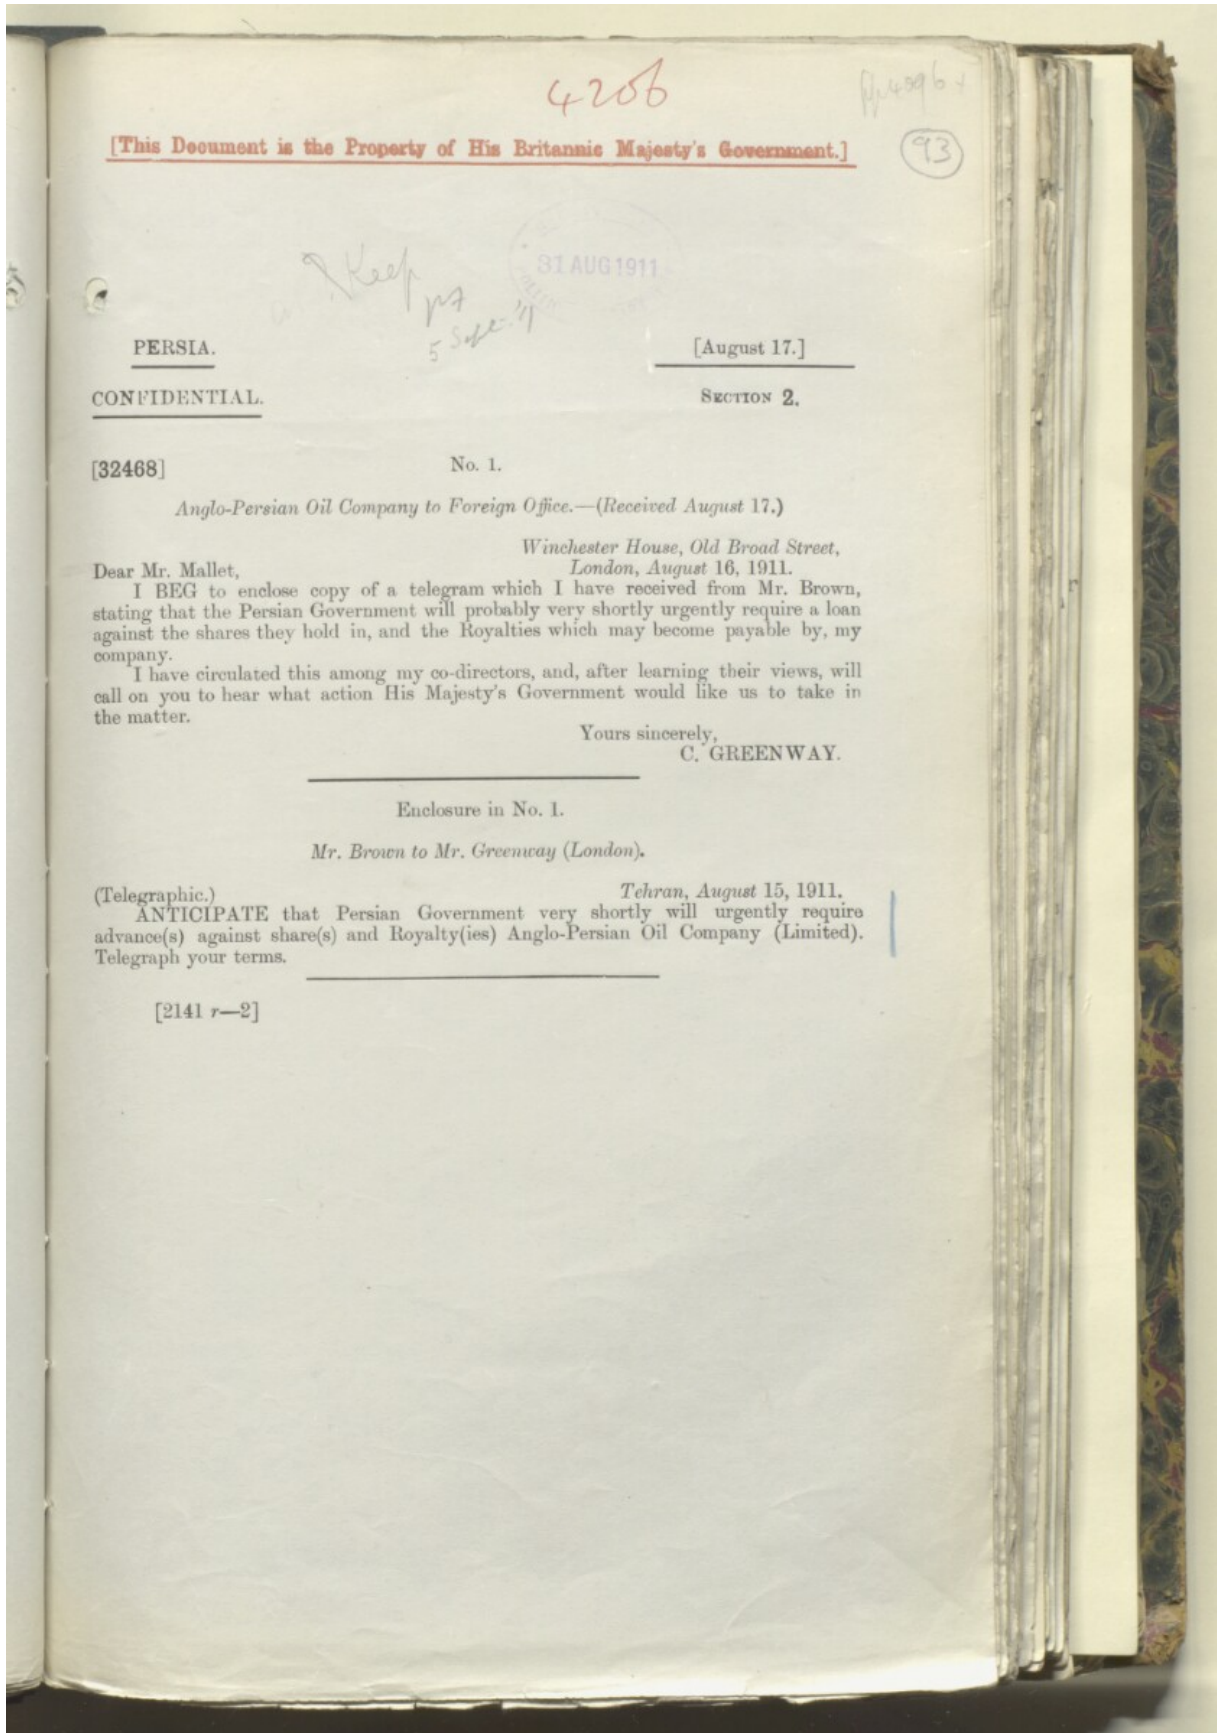 4206
93
[This Document is the Property of His Britannic Majesty's Government.]
31 AUG 1911
Keep
5 Sept. '11
PERSIA. [August 17.]
CONFIDENTIAL. SECTION 2.
[32468] No. 1.
Anglo-Persian Oil Company to Foreign Office.—(Received August 17.)
Winchester House, Old Broad Street,
Dear Mr. Mallet, London, August 16, 1911.
I BEG to enclose copy of a telegram which I have received from Mr. Brown,
stating that the Persian Government will probably very shortly urgently require a loan
against the shares they hold in, and the Royalties which may become payable by, my
company.
I have circulated this among my co-directors, and, after learning their views, will
call on you to hear what action His Majesty's Government would like us to take in
the matter.
Yours sincerely,
C. GREENWAY.
Enclosure in No. 1.
Mr. Brown to Mr. Greenway (London).
(Telegraphic.) Tehran, August 15, 1911.
ANTICIPATE that Persian Government very shortly will urgently require
advance(s) against share(s) and Royalty(ies) Anglo-Persian Oil Company (Limited).
Telegraph your terms.
[2141 r—2]